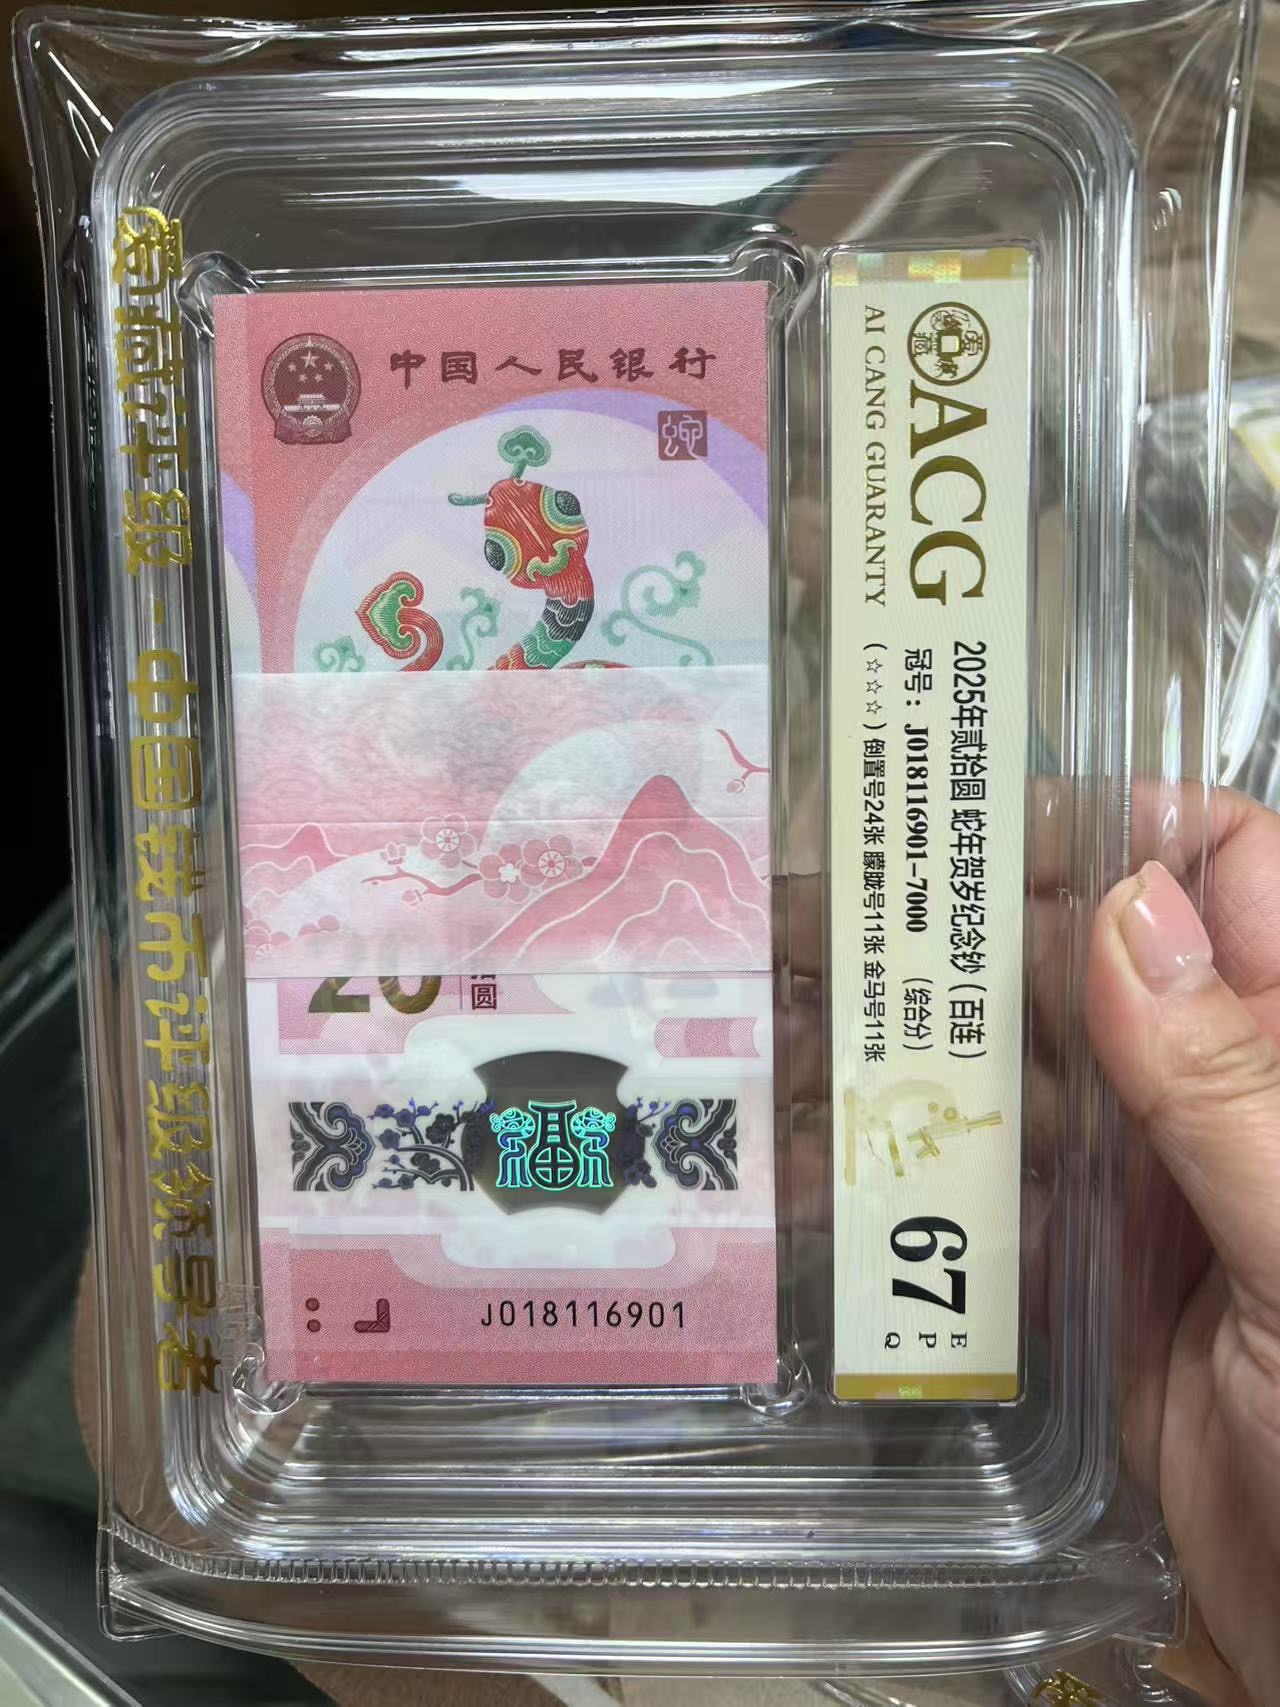 爱藏评级 - 中国钱币评级领导者
中国人民银行
蛇
20
圆
J018116901
ACG
AI CANG GUARANTY
2025年贰拾圆 蛇年贺岁纪念钞（百连）
冠号：J018116901-7000 （综合分）
（☆☆☆）倒置号24张 朦胧号11张 金马号11张
67
E
P
Q